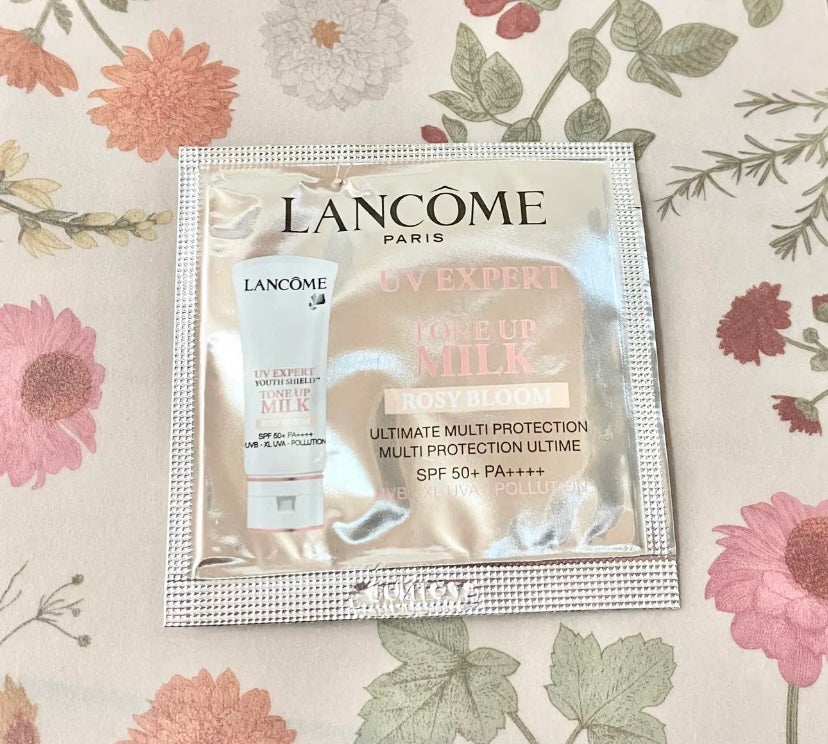 LANCÔME
PARIS
UV EXPERT
TONE UP
MILK
ROSY BLOOM
ULTIMATE MULTI PROTECTION
MULTI PROTECTION ULTIME
SPF 50+ PA++++
UVB - XL UVA - POLLUTION
LANCÔME
UV EXPERT
YOUTH SHIELD™
TONE UP
MILK
SPF 50+ PA++++
UVB - XL UVA - POLLUTION